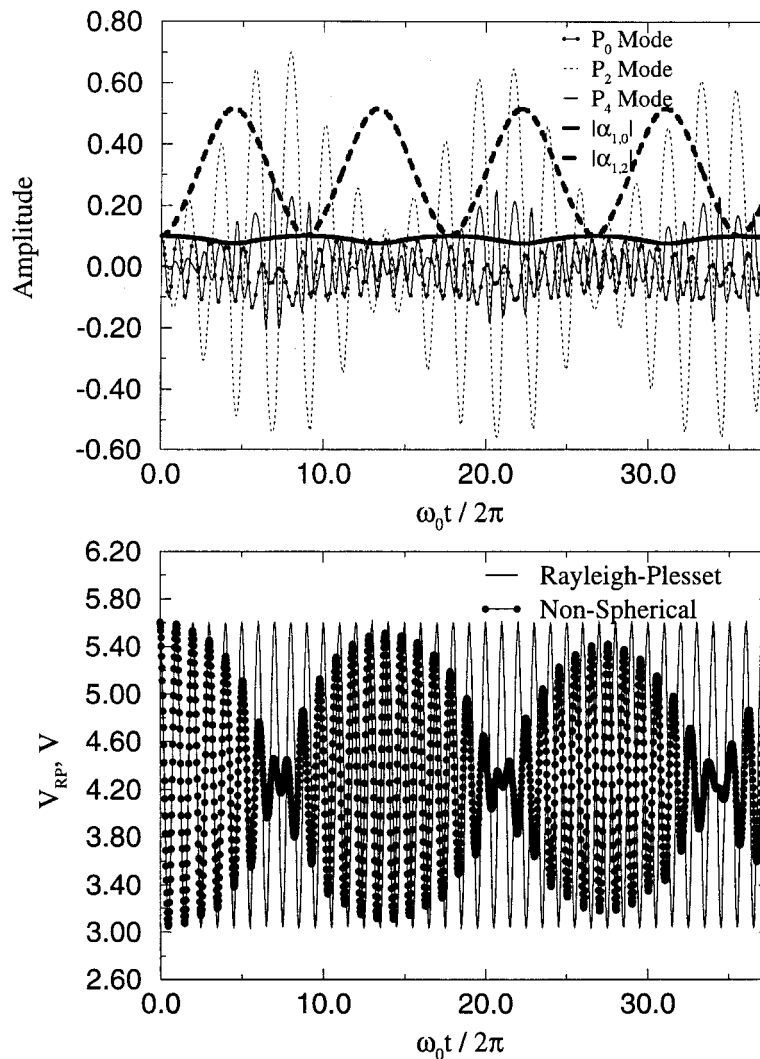 0.80
0.60
0.40
0.20
0.00
-0.20
-0.40
-0.60
Amplitude
P₀ Mode
P₂ Mode
P₄ Mode
|α₁,₀|
|α₁,₂|
0.0
10.0
20.0
30.0
ω₀t / 2π
6.20
5.80
5.40
5.00
4.60
4.20
3.80
3.40
3.00
2.60
V_RP, V
Rayleigh-Plesset
Non-Spherical
0.0
10.0
20.0
30.0
ω₀t / 2π